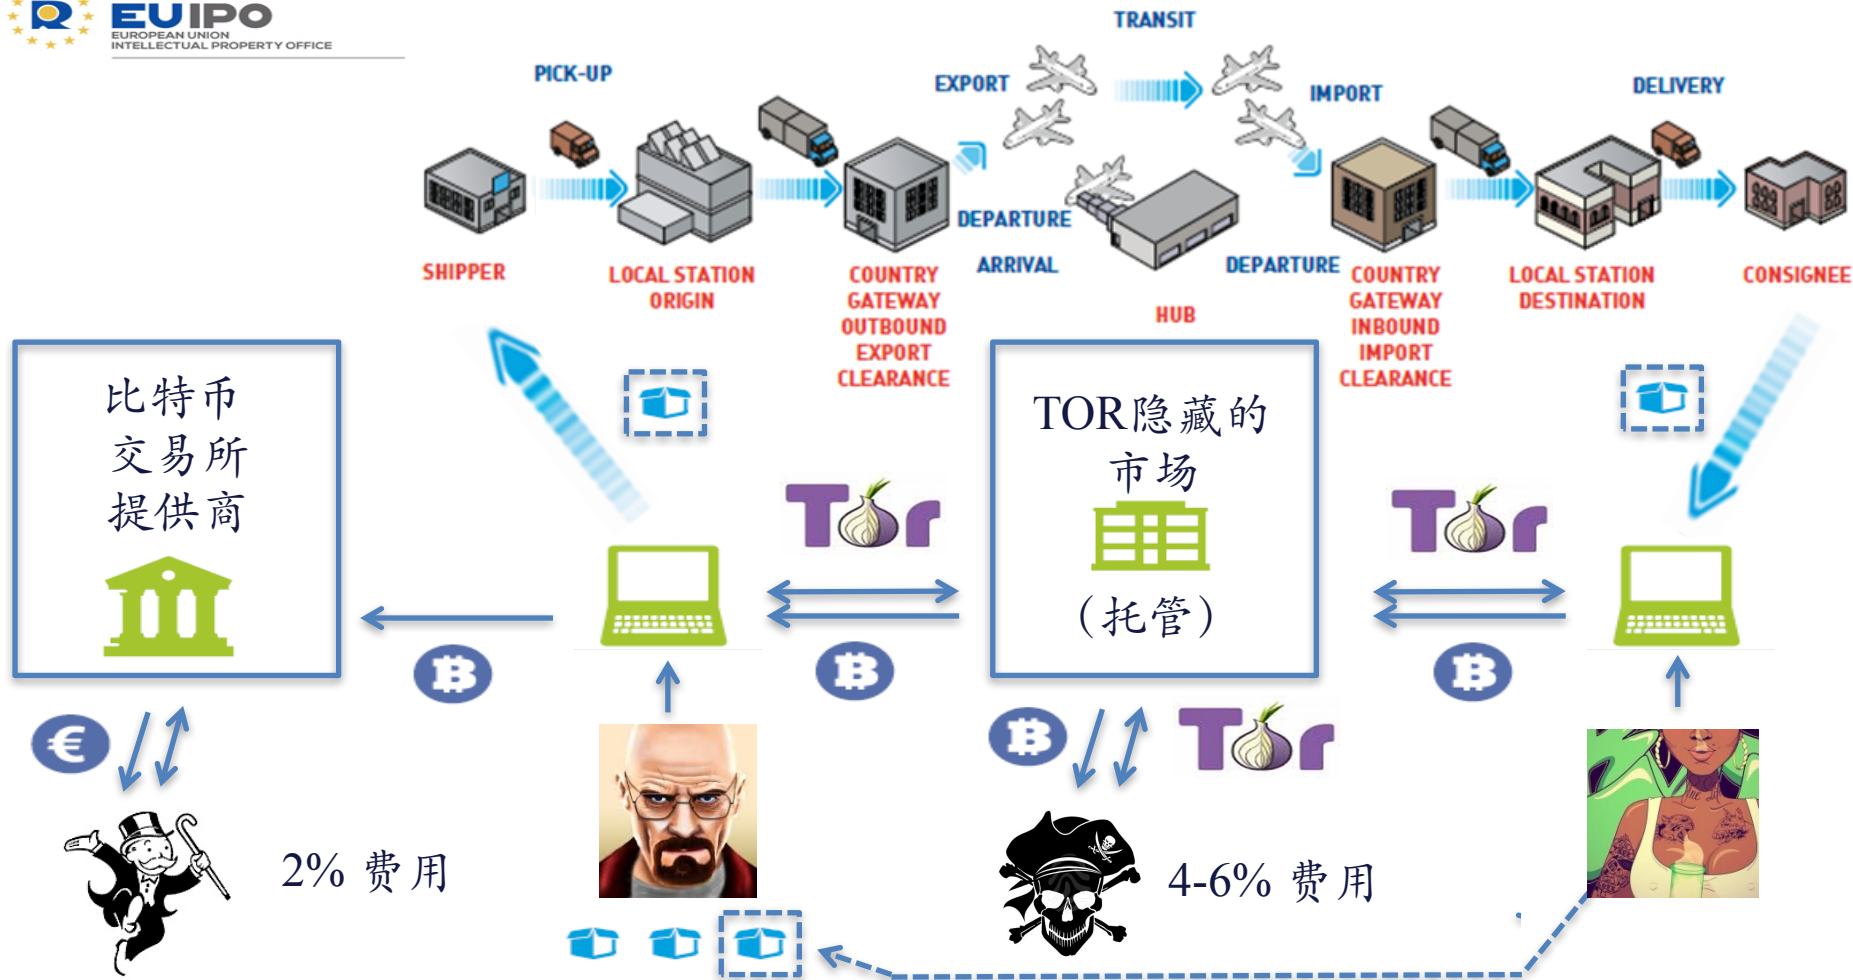 EUIPO
EUROPEAN UNION
INTELLECTUAL PROPERTY OFFICE
TRANSIT
PICK-UP
EXPORT
IMPORT
DELIVERY
DEPARTURE
ARRIVAL
DEPARTURE
SHIPPER
LOCAL STATION
ORIGIN
COUNTRY
GATEWAY
OUTBOUND
EXPORT
CLEARANCE
HUB
COUNTRY
GATEWAY
INBOUND
IMPORT
CLEARANCE
LOCAL STATION
DESTINATION
CONSIGNEE
比特币
交易所
提供商
TOR隐藏的
市场
（托管）
Tor
Tor
Tor
2% 费用
4-6% 费用